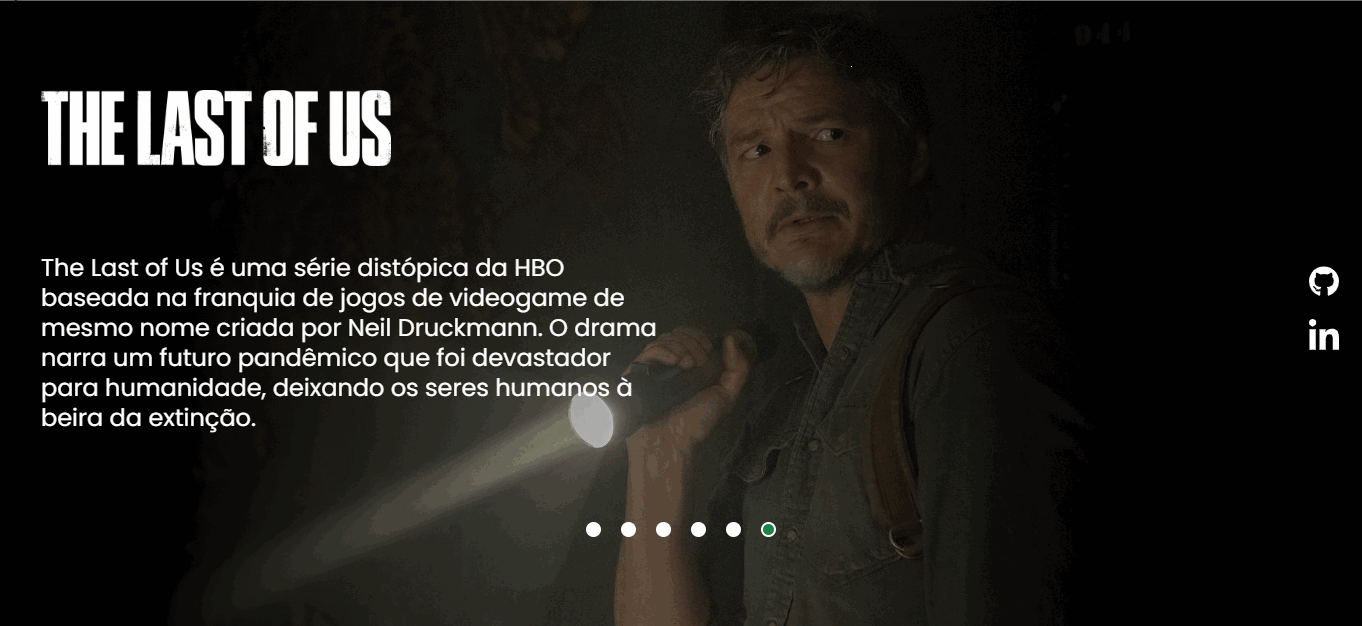 THE LAST OF US
The Last of Us é uma série distópica da HBO
baseada na franquia de jogos de videogame de
mesmo nome criada por Neil Druckmann. O drama
narra um futuro pandêmico que foi devastador
para humanidade, deixando os seres humanos à
beira da extinção.
in